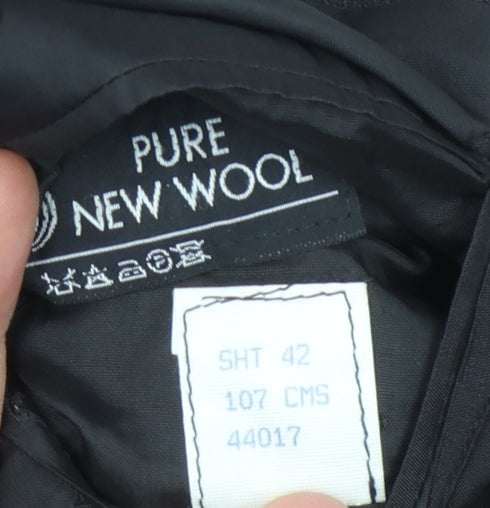 PURE
NEW WOOL
SHT 42
107 CMS
44017